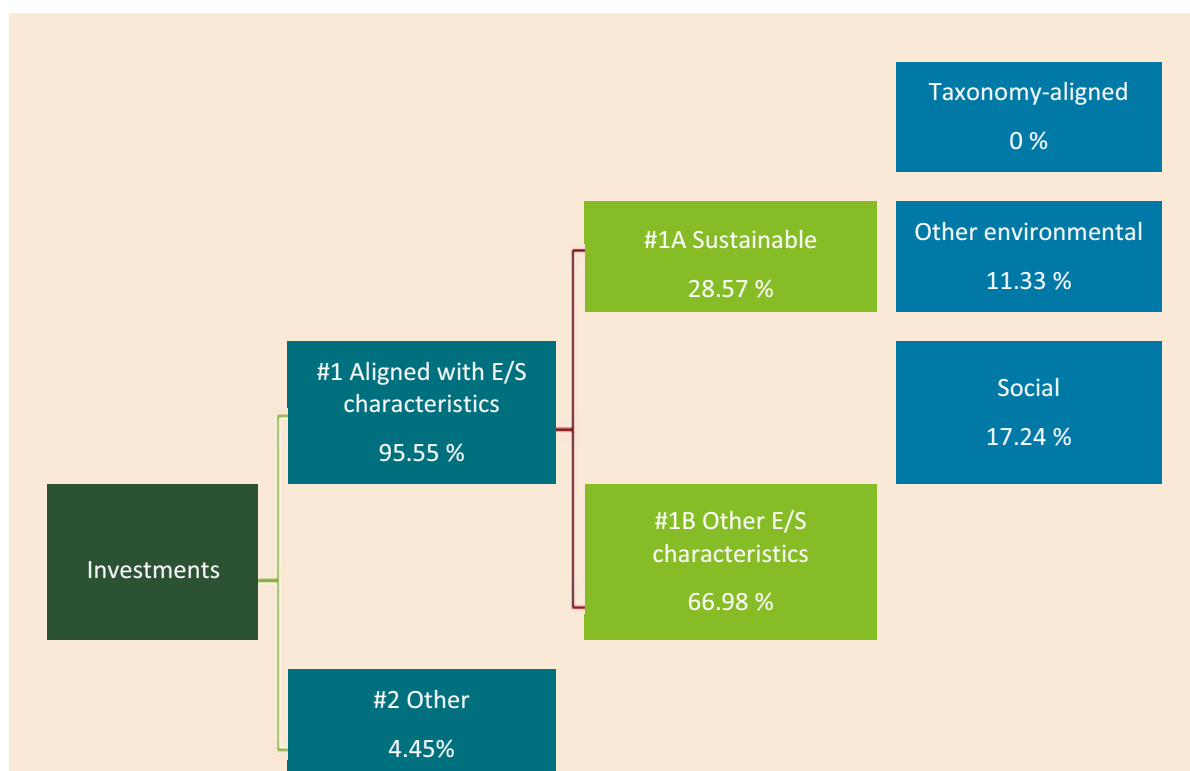 Taxonomy-aligned
0 %
#1A Sustainable
28.57 %
Other environmental
11.33 %
#1 Aligned with E/S
characteristics
95.55 %
Social
17.24 %
Investments
#1B Other E/S
characteristics
66.98 %
#2 Other
4.45%